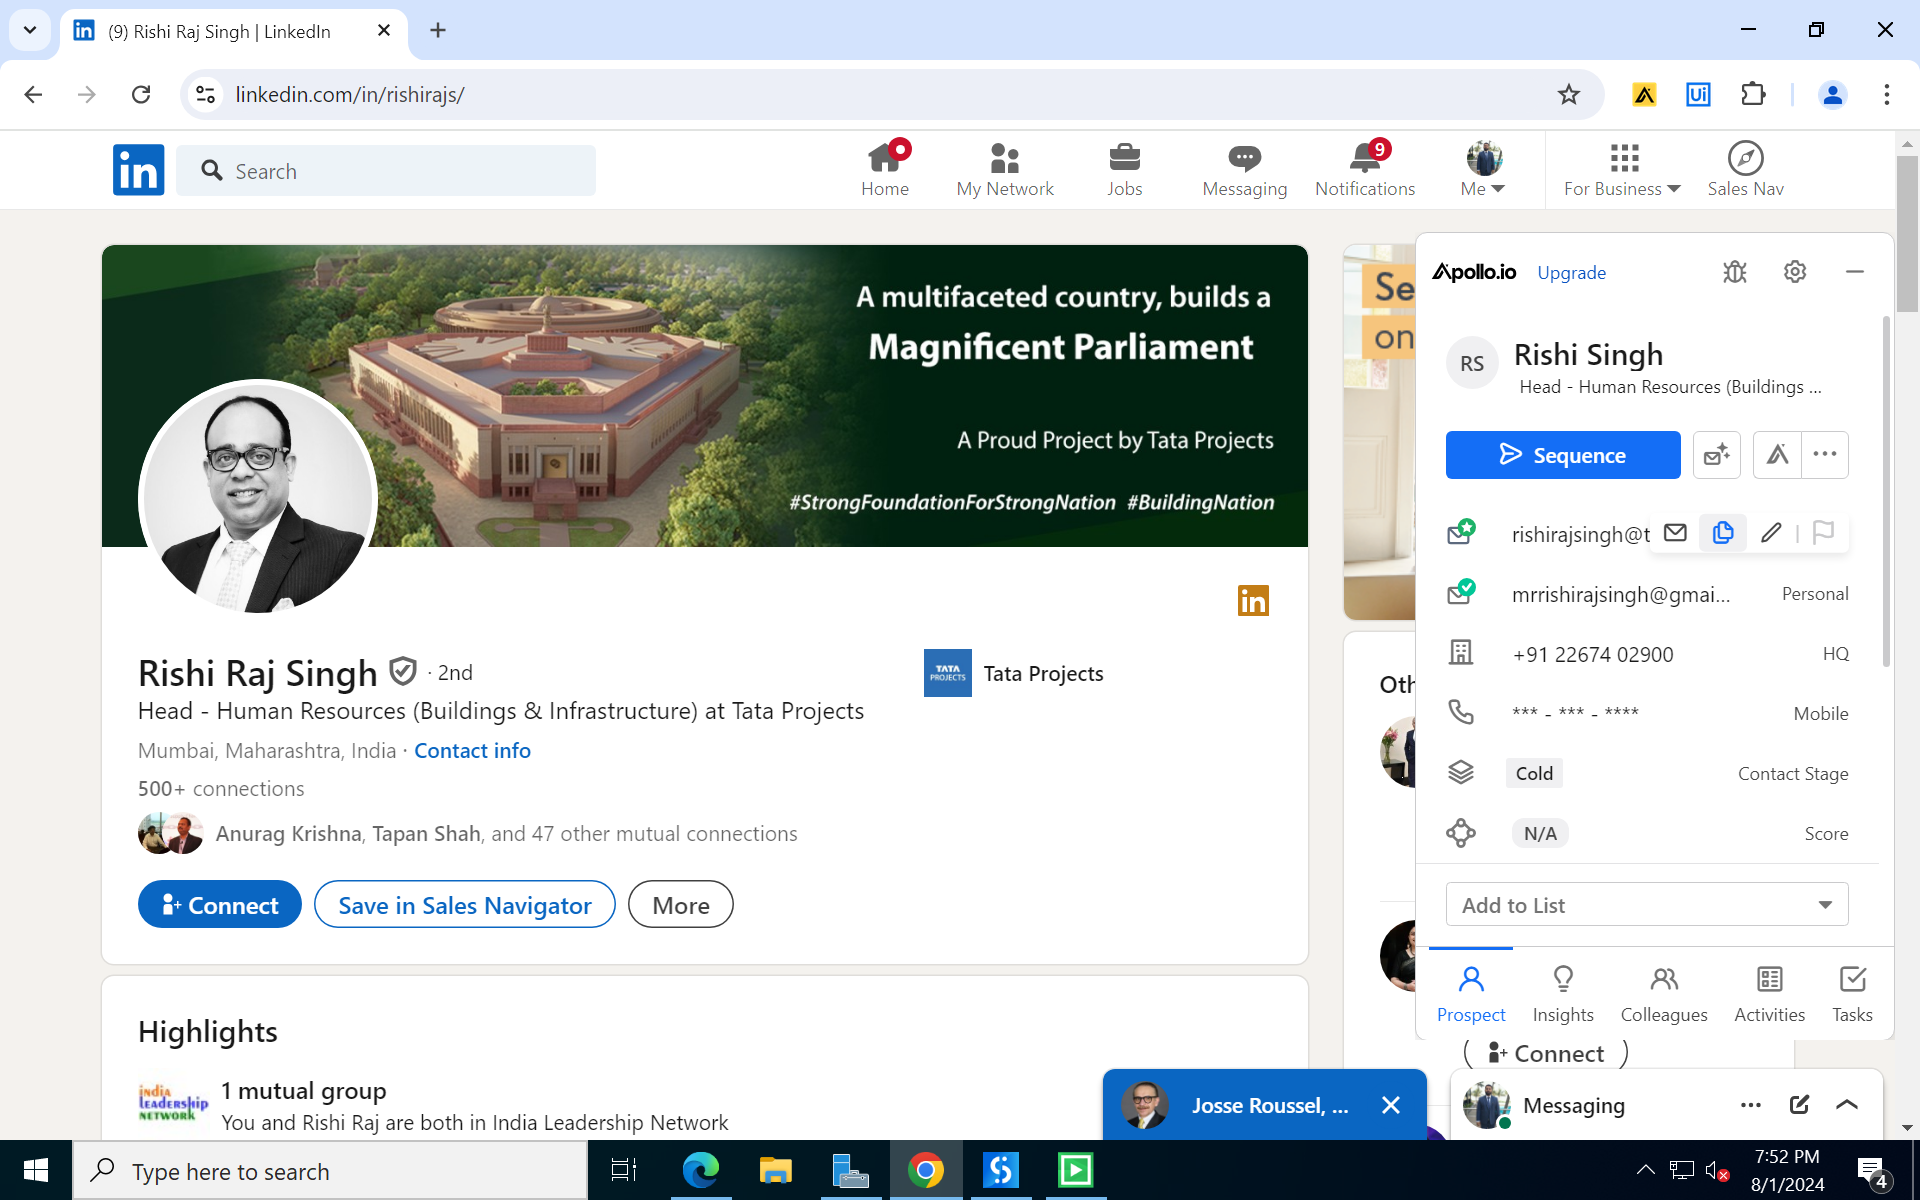 (9) Rishi Raj Singh | LinkedIn
linkedin.com/in/rishirajs/
Ui
in
Search
Home
My Network
Jobs
Messaging
9
Notifications
Me
For Business
Sales Nav
A multifaceted country, builds a
Magnificent Parliament
A Proud Project by Tata Projects
#StrongFoundationForStrongNation #BuildingNation
in
Rishi Raj Singh · 2nd
Head - Human Resources (Buildings & Infrastructure) at Tata Projects
Mumbai, Maharashtra, India · Contact info
500+ connections
Anurag Krishna, Tapan Shah, and 47 other mutual connections
Connect
Save in Sales Navigator
More
TATA
PROJECTS
Tata Projects
Highlights
india
LEADERSHIP
NETWORK
1 mutual group
You and Rishi Raj are both in India Leadership Network
Se
on
Oth
Apollo.io
Upgrade
RS
Rishi Singh
Head - Human Resources (Buildings ...
Sequence
rishirajsingh@t
mrrishirajsingh@gmai...
Personal
+91 22674 02900
HQ
*** - *** - ****
Mobile
Cold
Contact Stage
N/A
Score
Add to List
Prospect
Insights
Colleagues
Activities
Tasks
Connect
Josse Roussel, ...
Messaging
Type here to search
7:52 PM
8/1/2024
4